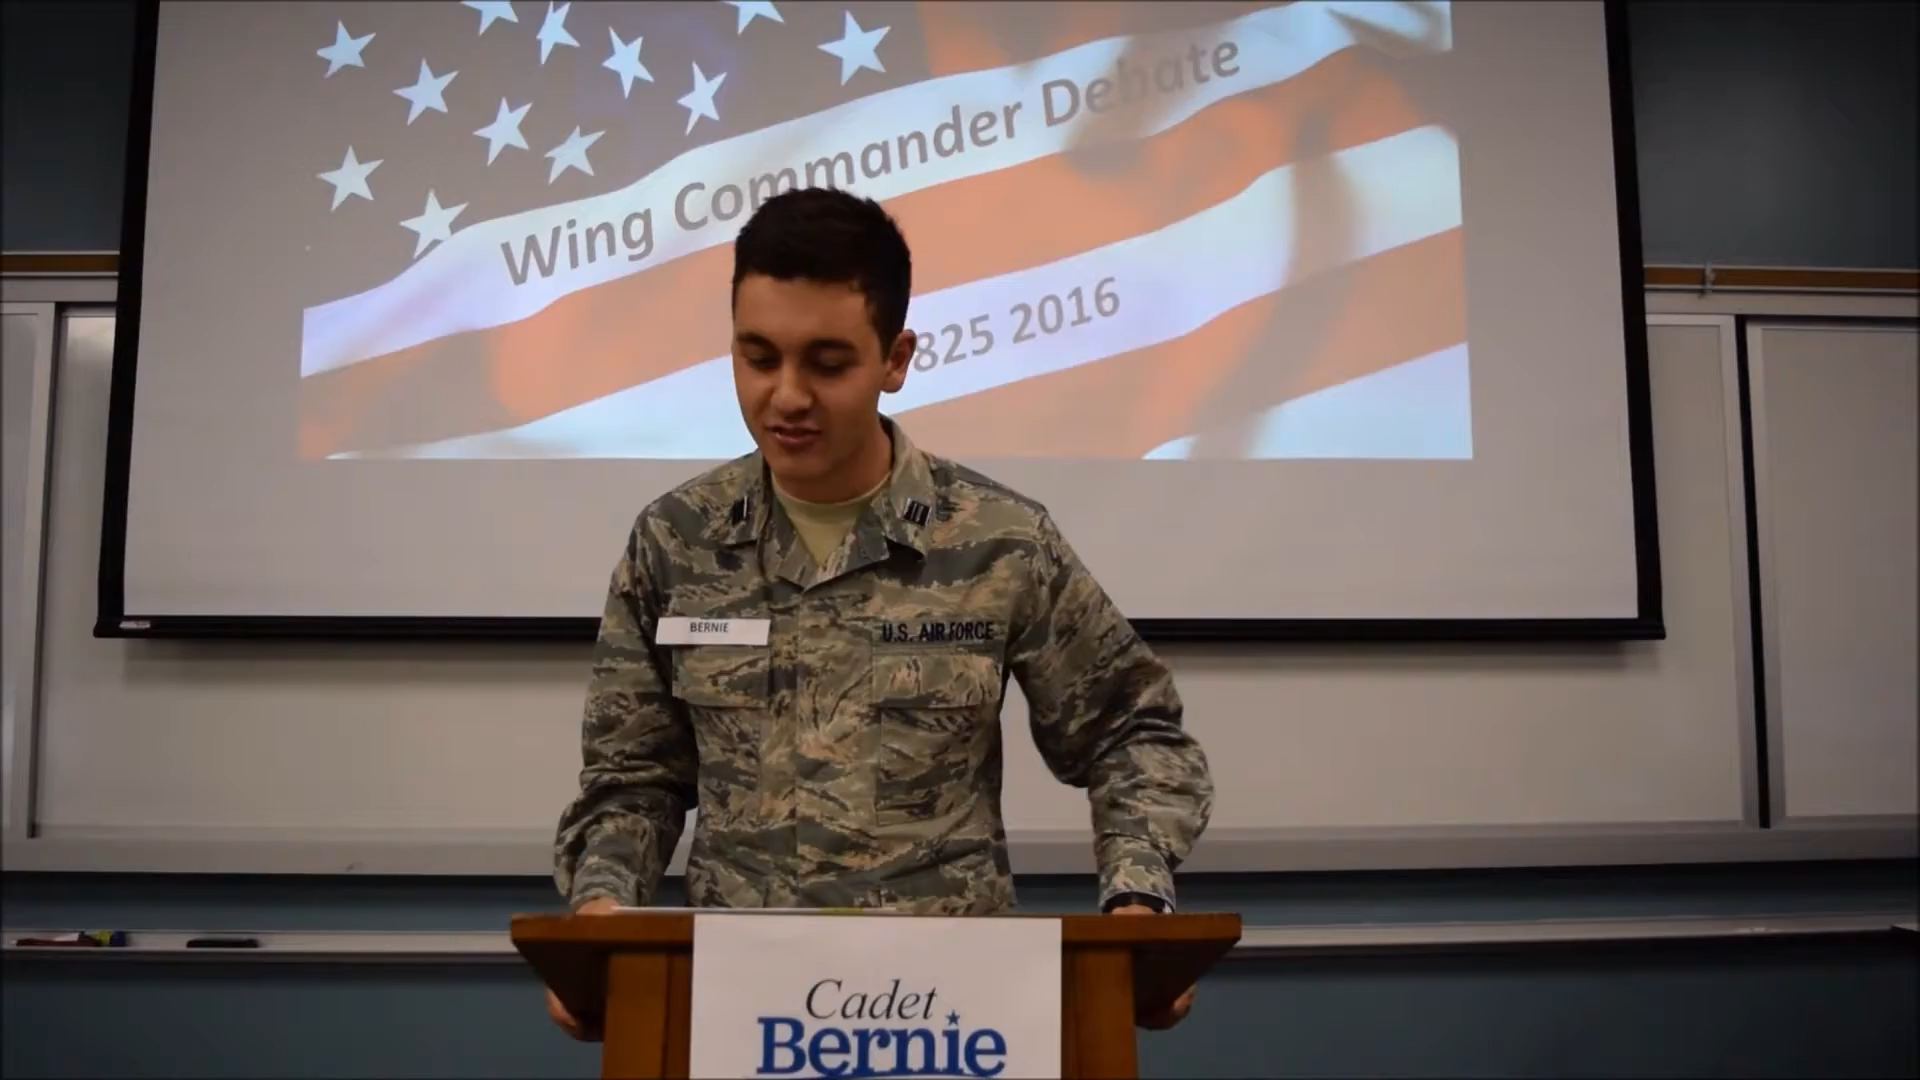 Wing Commander Debate
825 2016
BERNIE
U.S. AIR FORCE
Cadet
Bernie